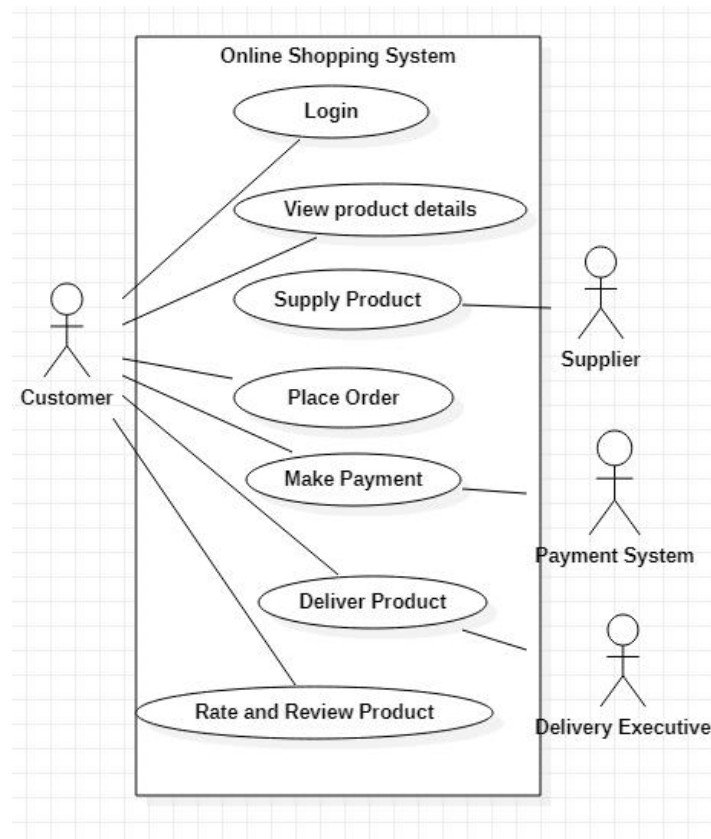 Online Shopping System
Login
View product details
Supply Product
Supplier
Customer
Place Order
Make Payment
Payment System
Deliver Product
Rate and Review Product
Delivery Executive